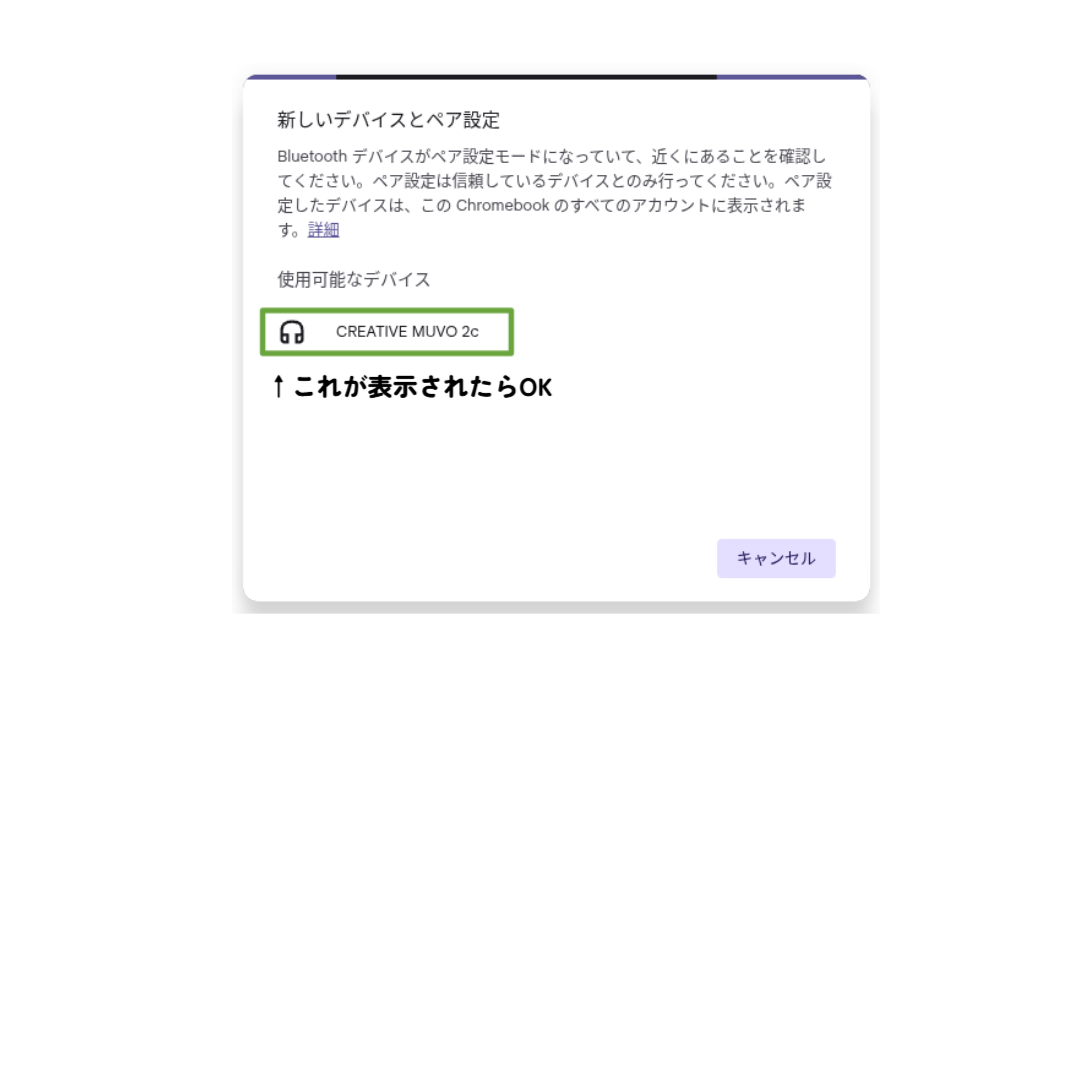 新しいデバイスとペア設定
Bluetooth デバイスがペア設定モードになっていて、近くにあることを確認し
てください。ペア設定は信頼しているデバイスとのみ行ってください。ペア設
定したデバイスは、この Chromebook のすべてのアカウントに表示されま
す。詳細
使用可能なデバイス
CREATIVE MUVO 2c
↑これが表示されたらOK
キャンセル